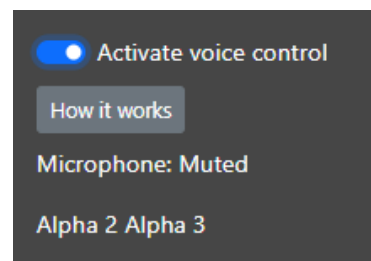 Activate voice control
How it works
Microphone: Muted
Alpha 2 Alpha 3